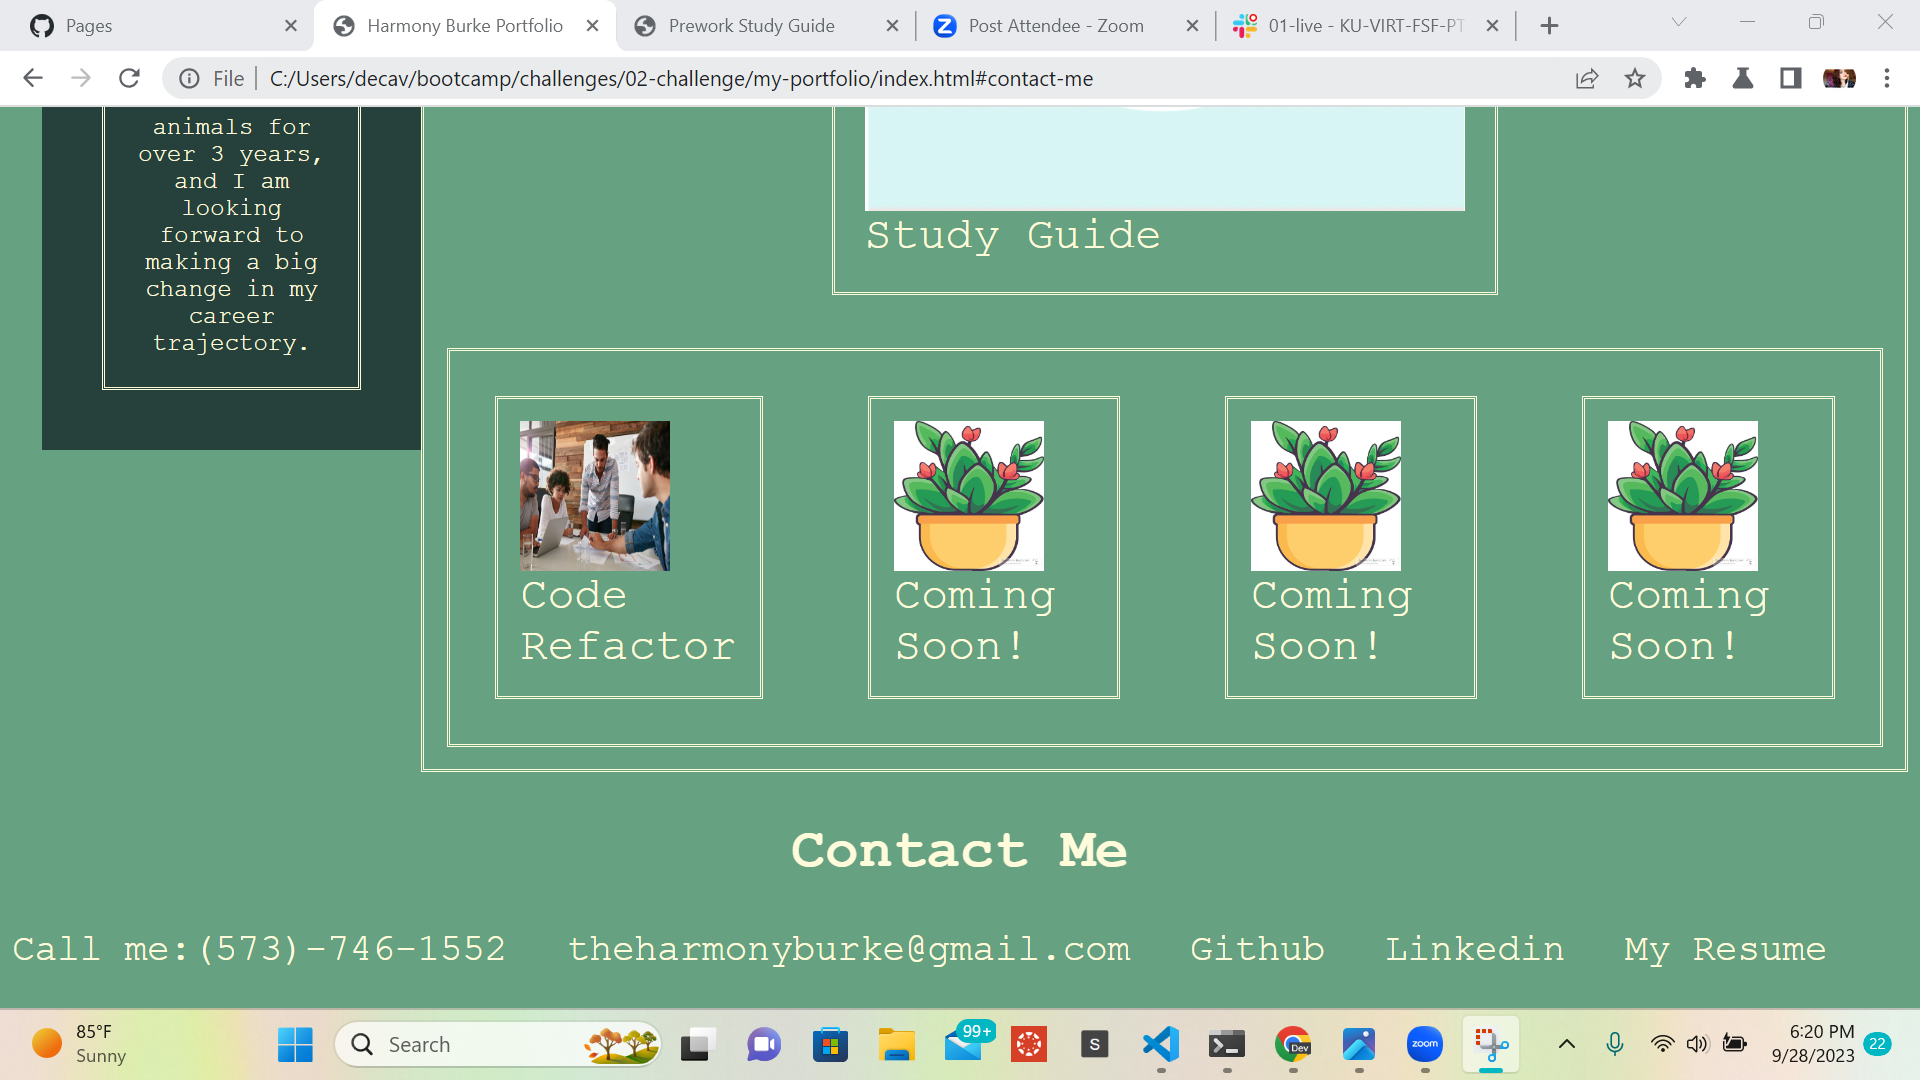 Pages
Harmony Burke Portfolio
Prework Study Guide
Post Attendee - Zoom
01-live - KU-VIRT-FSF-PT
File
C:/Users/decav/bootcamp/challenges/02-challenge/my-portfolio/index.html#contact-me
animals for
over 3 years,
and I am
looking
forward to
making a big
change in my
career
trajectory.
Study Guide
Code
Refactor
Coming
Soon!
Coming
Soon!
Coming
Soon!
Contact Me
Call me:(573)-746-1552
theharmonyburke@gmail.com
Github
Linkedin
My Resume
85°F
Sunny
Search
99+
S
Dev
zoom
6:20 PM
9/28/2023
22